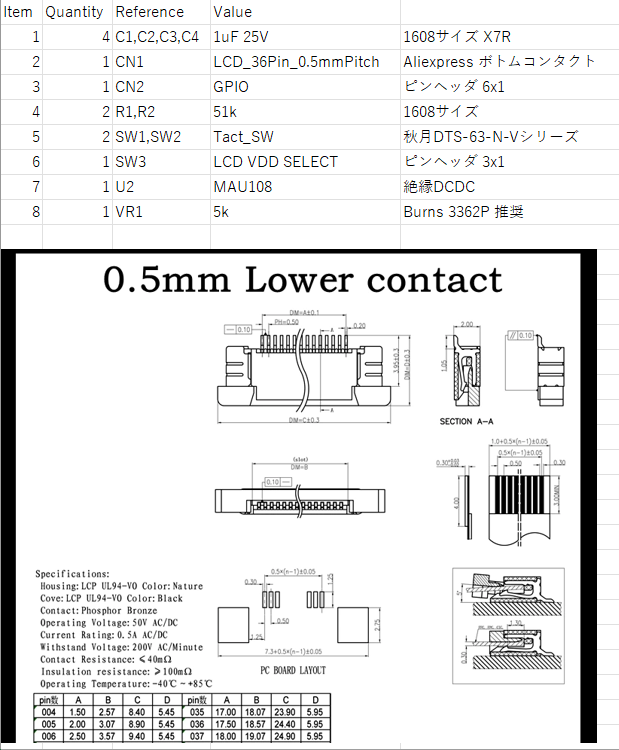 Item Quantity Reference Value
1 4 C1,C2,C3,C4 1uF 25V 1608サイズ X7R
2 1 CN1 LCD_36Pin_0.5mmPitch Aliexpress ボトムコンタクト
3 1 CN2 GPIO ピンヘッダ 6x1
4 2 R1,R2 51k 1608サイズ
5 2 SW1,SW2 Tact_SW 秋月DTS-63-N-Vシリーズ
6 1 SW3 LCD VDD SELECT ピンヘッダ 3x1
7 1 U2 MAU108 絶縁DCDC
8 1 VR1 5k Burns 3362P 推奨
0.5mm Lower contact
DIM=A±0.1
PH=0.50
0.10
A
0.20
3.95±0.3
DIM=D±0.3
A
DIM=C±0.3
2.00
1.05
// 0.10
SECTION A-A
(slot)
DIM=B
0.10
1.0+0.5×(n-1)±0.05
0.5×(n-1)±0.05
0.50
0.30
0.30
4.00
3.00MIN.
Specifications:
Housing: LCP UL94-V0 Color: Nature
Cove: LCP UL94-V0 Color: Black
Contact: Phosphor Bronze
Operating Voltage: 50V AC/DC
Current Rating: 0.5A AC/DC
Withstand Voltage: 200V AC/Minute
Contact Resistance: ≤40mΩ
Insulation resistance: ≥100mΩ
Operating Temperature: -40℃ ~ +85℃
0.5×(n-1)±0.05
0.30
1.25
0.50
1.25
2.75
7.3+0.5×(n-1)±0.05
PC BOARD LAYOUT
5°
1.30
0.30
pin数 A B C D pin数 A B C D
004 1.50 2.57 8.40 5.45 035 17.00 18.07 23.90 5.95
005 2.00 3.07 8.90 5.45 036 17.50 18.57 24.40 5.95
006 2.50 3.57 9.40 5.45 037 18.00 19.07 24.90 5.95